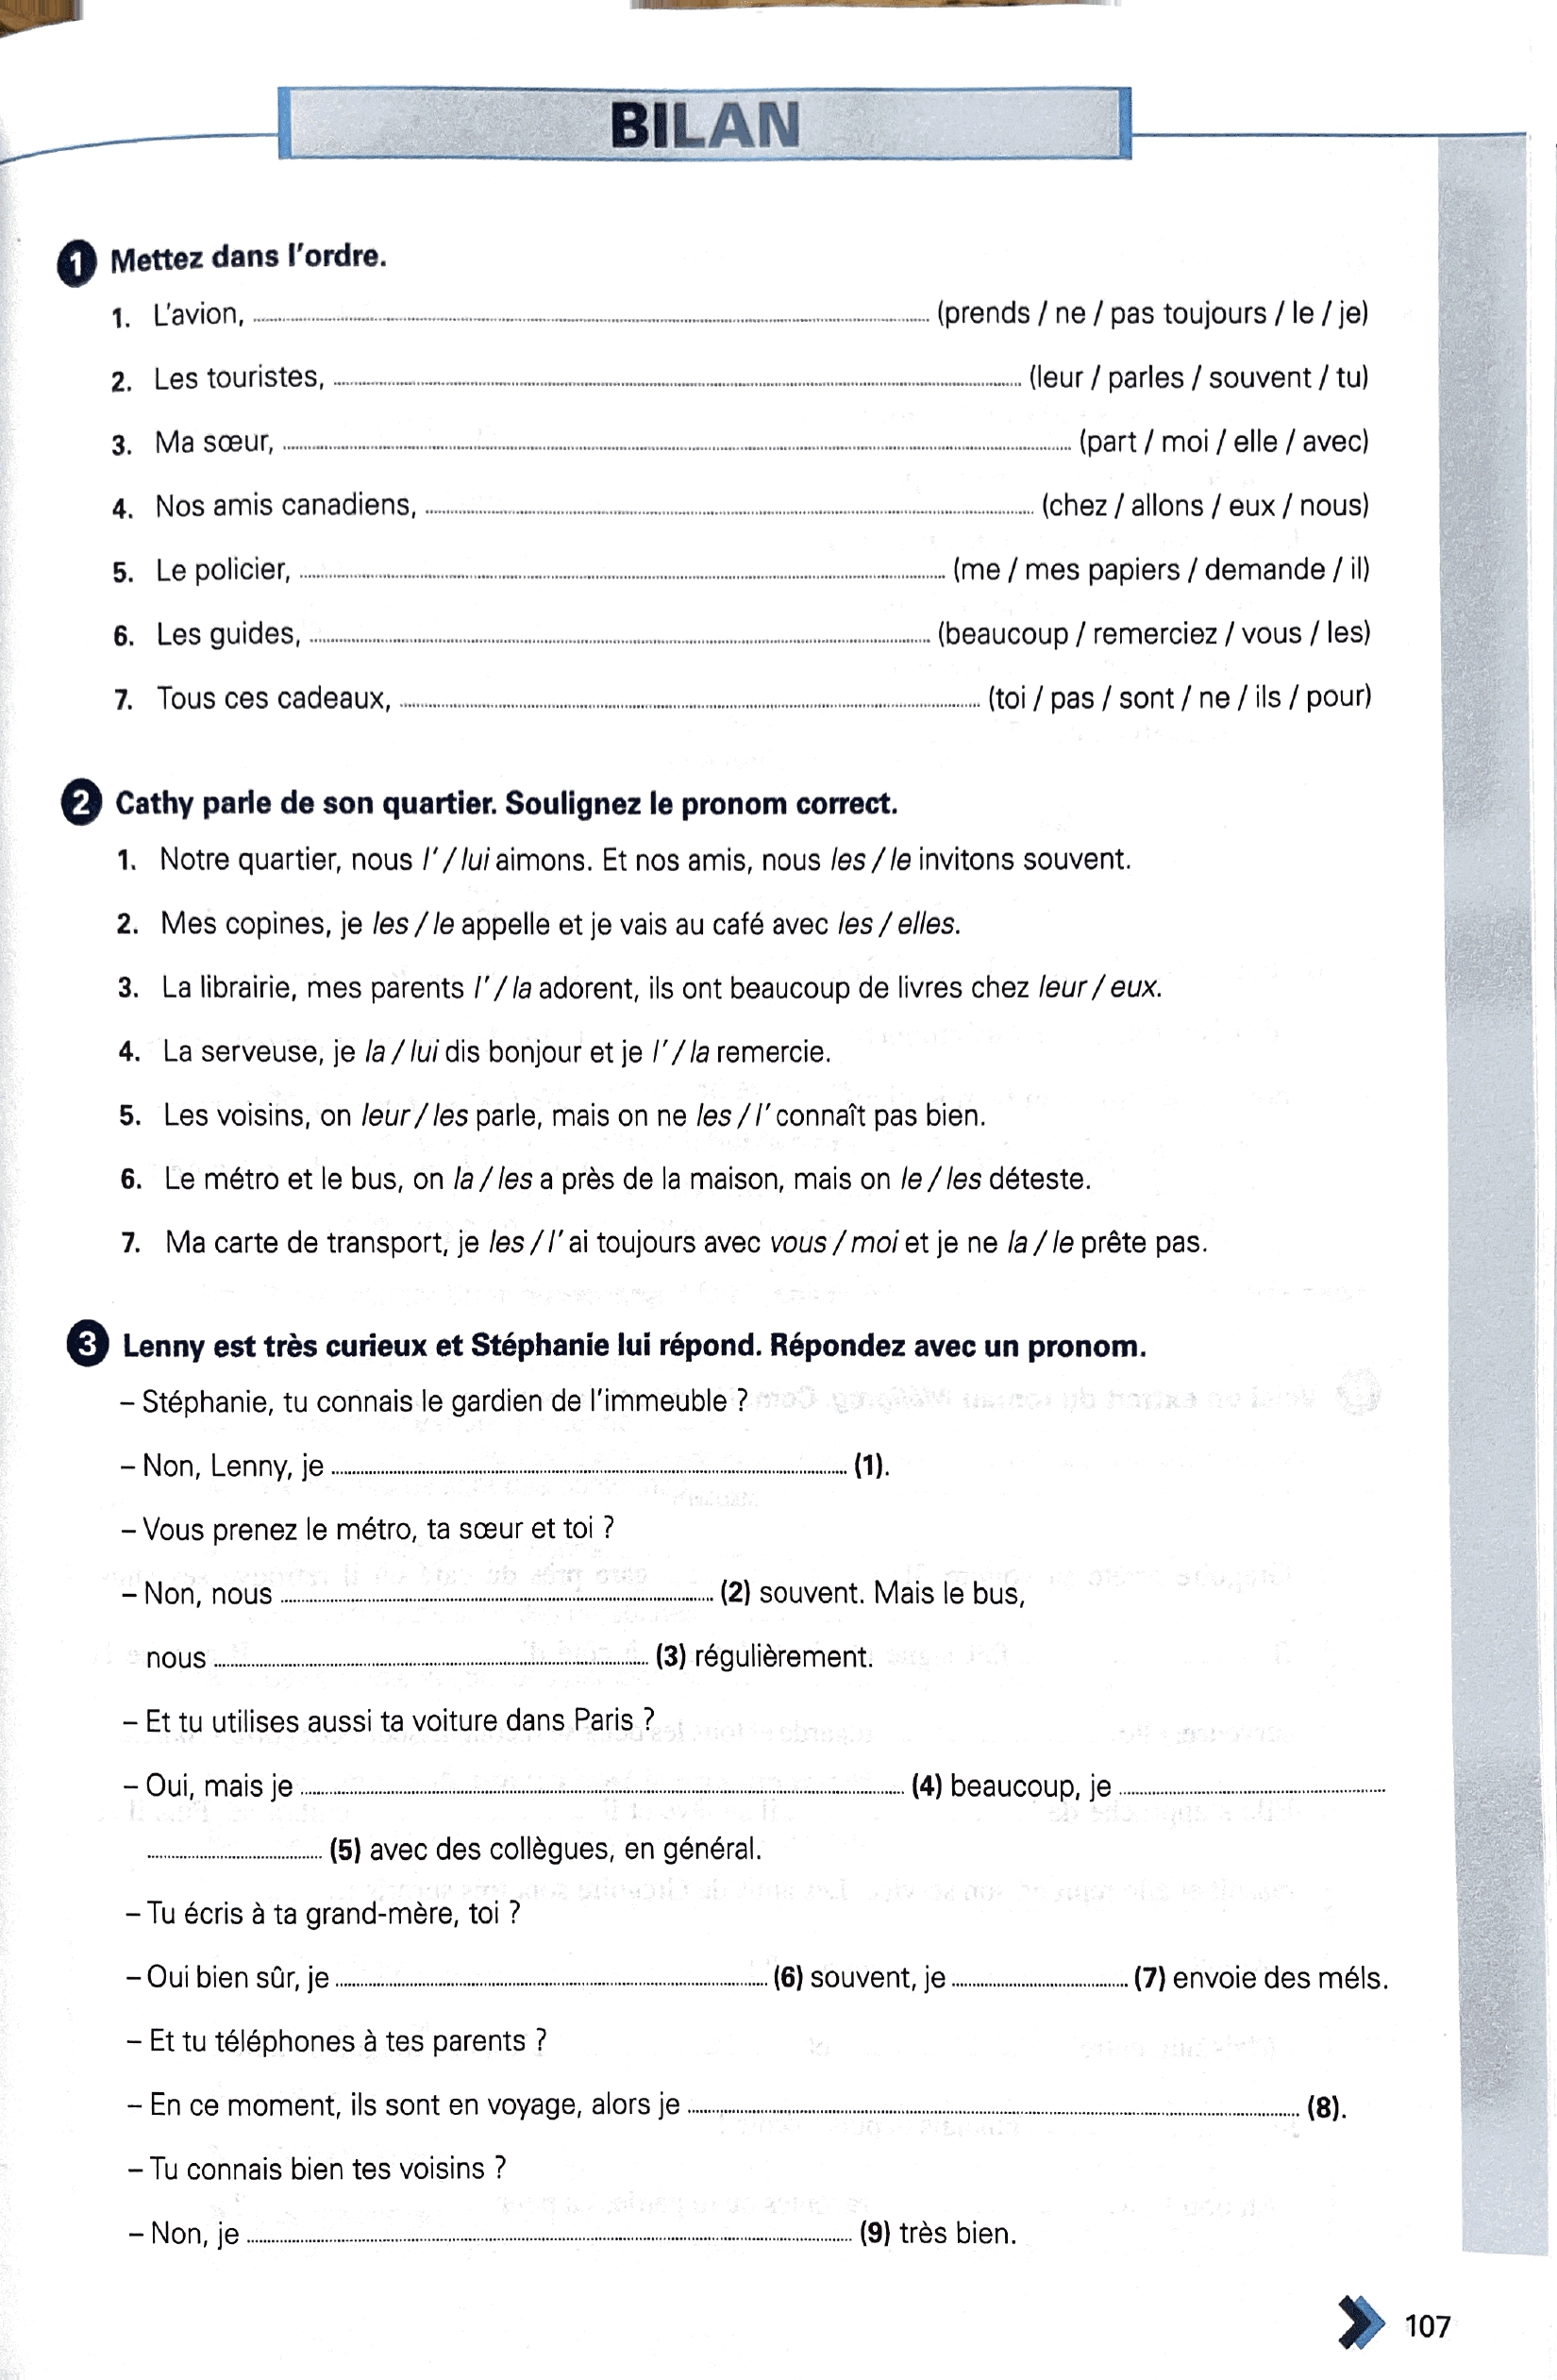 BILAN
1 Mettez dans l'ordre.
1. L'avion, (prends / ne / pas toujours / le / je)
2. Les touristes, (leur / parles / souvent / tu)
3. Ma sœur, (part / moi / elle / avec)
4. Nos amis canadiens, (chez / allons / eux / nous)
5. Le policier, (me / mes papiers / demande / il)
6. Les guides, (beaucoup / remerciez / vous / les)
7. Tous ces cadeaux, (toi / pas / sont / ne / ils / pour)
2 Cathy parle de son quartier. Soulignez le pronom correct.
1. Notre quartier, nous l' / lui aimons. Et nos amis, nous les / le invitons souvent.
2. Mes copines, je les / le appelle et je vais au café avec les / elles.
3. La librairie, mes parents l' / la adorent, ils ont beaucoup de livres chez leur / eux.
4. La serveuse, je la / lui dis bonjour et je l' / la remercie.
5. Les voisins, on leur / les parle, mais on ne les / l' connaît pas bien.
6. Le métro et le bus, on la / les a près de la maison, mais on le / les déteste.
7. Ma carte de transport, je les / l' ai toujours avec vous / moi et je ne la / le prête pas.
3 Lenny est très curieux et Stéphanie lui répond. Répondez avec un pronom.
– Stéphanie, tu connais le gardien de l'immeuble ?
– Non, Lenny, je (1).
– Vous prenez le métro, ta sœur et toi ?
– Non, nous (2) souvent. Mais le bus,
nous (3) régulièrement.
– Et tu utilises aussi ta voiture dans Paris ?
– Oui, mais je (4) beaucoup, je
(5) avec des collègues, en général.
– Tu écris à ta grand-mère, toi ?
– Oui bien sûr, je (6) souvent, je (7) envoie des méls.
– Et tu téléphones à tes parents ?
– En ce moment, ils sont en voyage, alors je (8).
– Tu connais bien tes voisins ?
– Non, je (9) très bien.
107